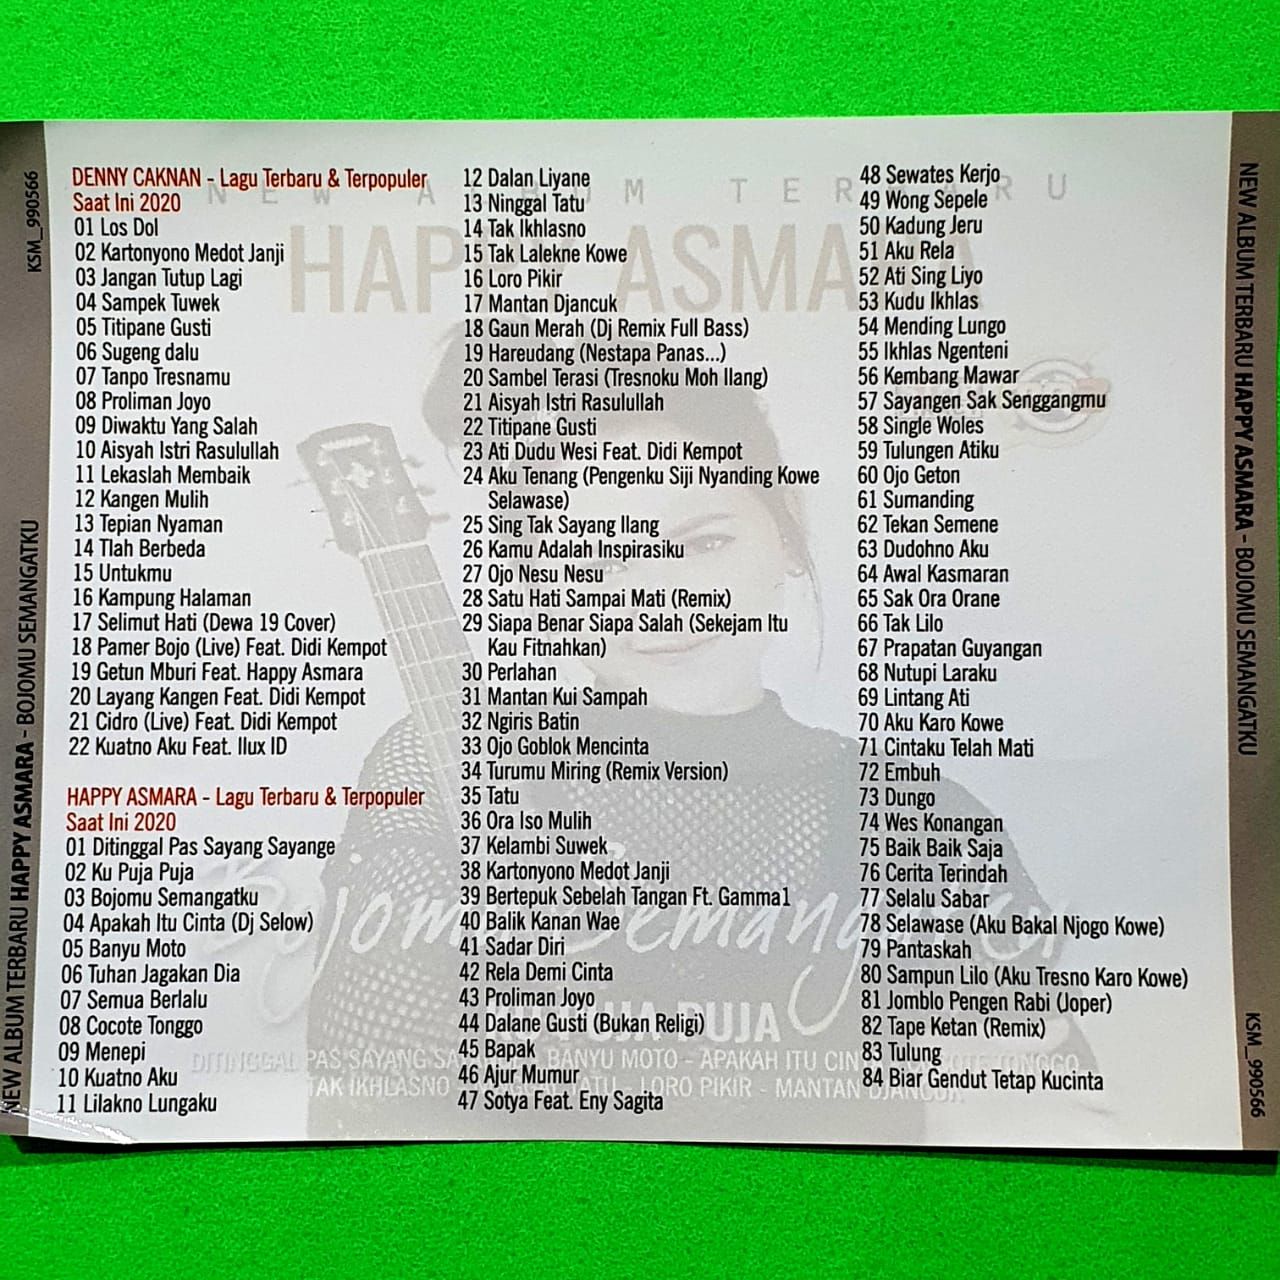 DENNY CAKNAN - Lagu Terbaru & Terpopuler
Saat Ini 2020
01 Los Dol
02 Kartonyono Medot Janji
03 Jangan Tutup Lagi
04 Sampek Tuwek
05 Titipane Gusti
06 Sugeng dalu
07 Tanpo Tresnamu
08 Proliman Joyo
09 Diwaktu Yang Salah
10 Aisyah Istri Rasulullah
11 Lekaslah Membaik
12 Kangen Mulih
13 Tepian Nyaman
14 Tlah Berbeda
15 Untukmu
16 Kampung Halaman
17 Selimut Hati (Dewa 19 Cover)
18 Pamer Bojo (Live) Feat. Didi Kempot
19 Getun Mburi Feat. Happy Asmara
20 Layang Kangen Feat. Didi Kempot
21 Cidro (Live) Feat. Didi Kempot
22 Kuatno Aku Feat. Ilux ID
HAPPY ASMARA - Lagu Terbaru & Terpopuler
Saat Ini 2020
01 Ditinggal Pas Sayang Sayange
02 Ku Puja Puja
03 Bojomu Semangatku
04 Apakah Itu Cinta (Dj Selow)
05 Banyu Moto
06 Tuhan Jagakan Dia
07 Semua Berlalu
08 Cocote Tonggo
09 Menepi
10 Kuatno Aku
11 Lilakno Lungaku
12 Dalan Liyane
13 Ninggal Tatu
14 Tak Ikhlasno
15 Tak Lalekne Kowe
16 Loro Pikir
17 Mantan Djancuk
18 Gaun Merah (Dj Remix Full Bass)
19 Hareudang (Nestapa Panas...)
20 Sambel Terasi (Tresnoku Moh Ilang)
21 Aisyah Istri Rasulullah
22 Titipane Gusti
23 Ati Dudu Wesi Feat. Didi Kempot
24 Aku Tenang (Pengenku Siji Nyanding Kowe
Selawase)
25 Sing Tak Sayang Ilang
26 Kamu Adalah Inspirasiku
27 Ojo Nesu Nesu
28 Satu Hati Sampai Mati (Remix)
29 Siapa Benar Siapa Salah (Sekejam Itu
Kau Fitnahkan)
30 Perlahan
31 Mantan Kui Sampah
32 Ngiris Batin
33 Ojo Goblok Mencinta
34 Turumu Miring (Remix Version)
35 Tatu
36 Ora Iso Mulih
37 Kelambi Suwek
38 Kartonyono Medot Janji
39 Bertepuk Sebelah Tangan Ft. Gamma1
40 Balik Kanan Wae
41 Sadar Diri
42 Rela Demi Cinta
43 Proliman Joyo
44 Dalane Gusti (Bukan Religi)
45 Bapak
46 Ajur Mumur
47 Sotya Feat. Eny Sagita
48 Sewates Kerjo
49 Wong Sepele
50 Kadung Jeru
51 Aku Rela
52 Ati Sing Liyo
53 Kudu Ikhlas
54 Mending Lungo
55 Ikhlas Ngenteni
56 Kembang Mawar
57 Sayangen Sak Senggangmu
58 Single Woles
59 Tulungen Atiku
60 Ojo Geton
61 Sumanding
62 Tekan Semene
63 Dudohno Aku
64 Awal Kasmaran
65 Sak Ora Orane
66 Tak Lilo
67 Prapatan Guyangan
68 Nutupi Laraku
69 Lintang Ati
70 Aku Karo Kowe
71 Cintaku Telah Mati
72 Embuh
73 Dungo
74 Wes Konangan
75 Baik Baik Saja
76 Cerita Terindah
77 Selalu Sabar
78 Selawase (Aku Bakal Njogo Kowe)
79 Pantaskah
80 Sampun Lilo (Aku Tresno Karo Kowe)
81 Jomblo Pengen Rabi (Joper)
82 Tape Ketan (Remix)
83 Tulung
84 Biar Gendut Tetap Kucinta
KSM_990566
NEW ALBUM TERBARU HAPPY ASMARA - BOJOMU SEMANGATKU
NEW ALBUM TERBARU HAPPY ASMARA - BOJOMU SEMANGATKU
KSM_990566
HAPPY ASMARA